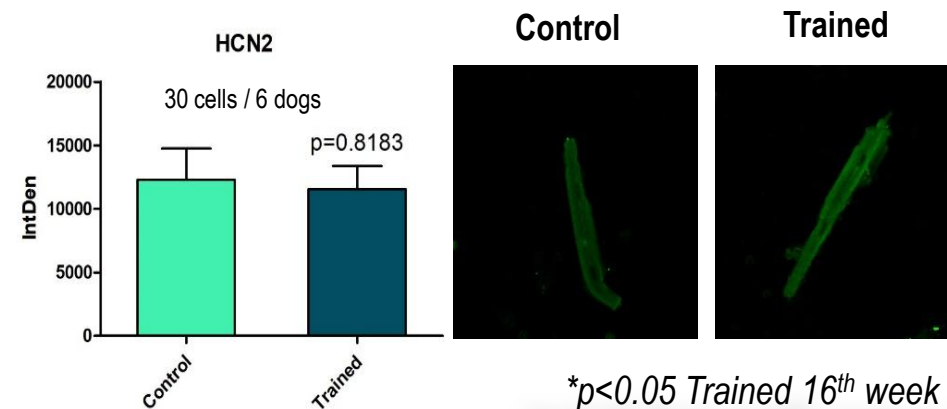 HCN2
20000
15000
10000
5000
0
IntDen
30 cells / 6 dogs
p=0.8183
Control
Trained
Control
Trained
*p<0.05 Trained 16th week